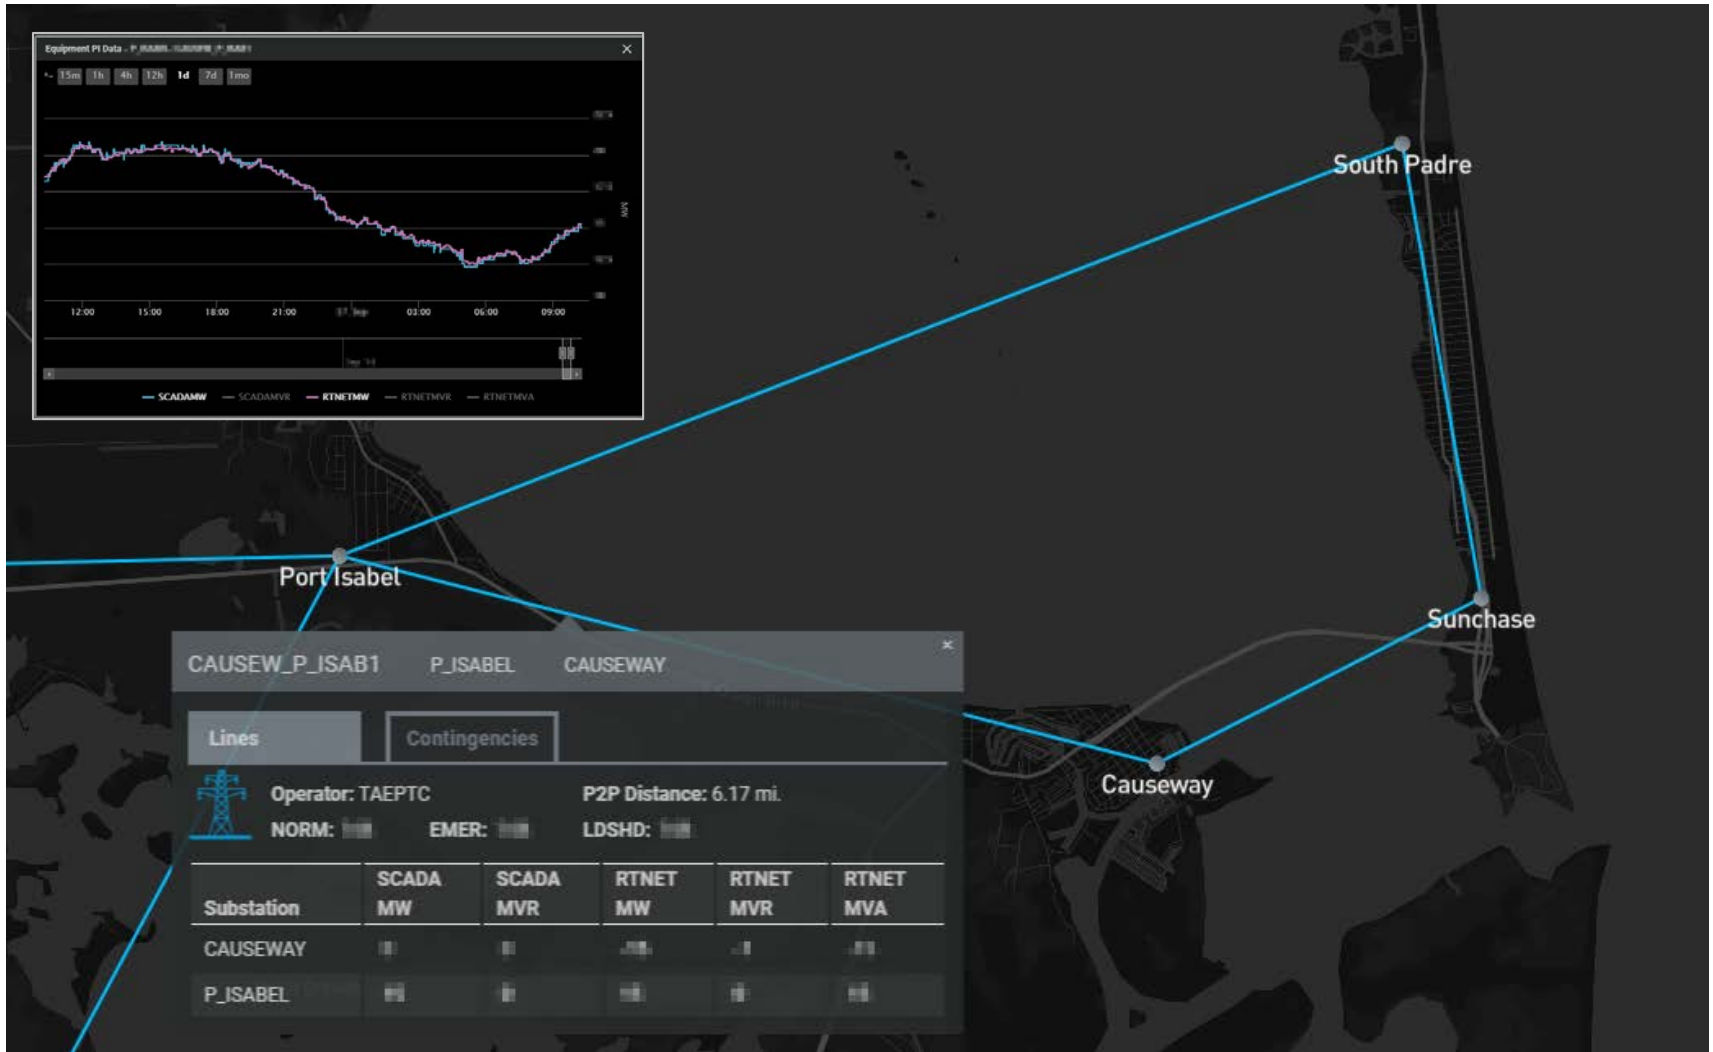 Equipment PI Data -
15m 1h 4h 12h 1d 7d 1mo
MW
12:00 15:00 18:00 21:00 03:00 06:00 09:00
SCADAMW SCADAMVR RTNETMW RTNETMVR RTNETMVA
South Padre
Port Isabel
Sunchase
Causeway
CAUSEW_P_ISAB1 P_ISABEL CAUSEWAY
Lines Contingencies
Operator: TAEPTC P2P Distance: 6.17 mi.
NORM: EMER: LDSHD:
Substation SCADA MW SCADA MVR RTNET MW RTNET MVR RTNET MVA
CAUSEWAY
P_ISABEL